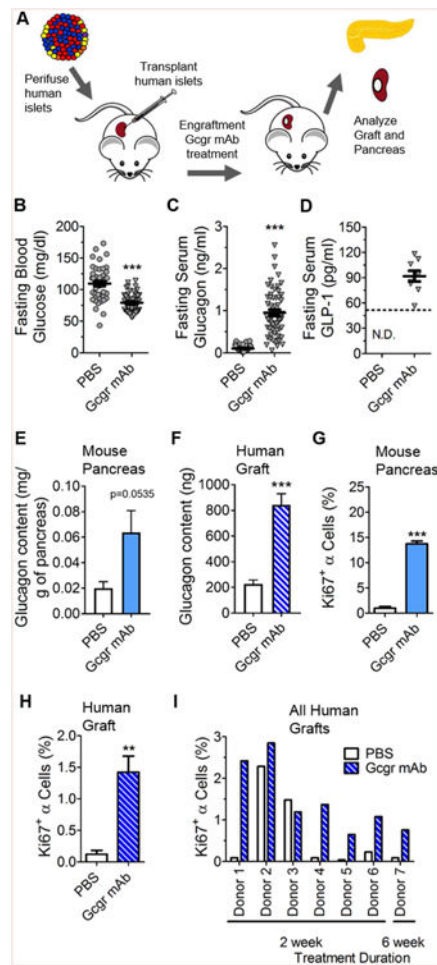 A
Perifuse
human
islets
Transplant
human islets
Engraftment
Gcgr mAb
treatment
Analyze
Graft and
Pancreas
B
Fasting Blood
Glucose (mg/dl)
200
150
100
50
0
***
PBS
Gcgr mAb
C
Fasting Serum
Glucagon (ng/ml)
3
2
1
0
***
PBS
Gcgr mAb
D
Fasting Serum
GLP-1 (pg/ml)
150
120
90
60
30
0
N.D.
PBS
Gcgr mAb
E
Mouse
Pancreas
Glucagon content (mg/
g of pancreas)
0.10
0.08
0.06
0.04
0.02
0.00
p=0.0535
PBS
Gcgr mAb
F
Human
Graft
Glucagon content (ng)
1000
800
600
400
200
0
***
PBS
Gcgr mAb
G
Mouse
Pancreas
Ki67+ α Cells (%)
20
15
10
5
0
***
PBS
Gcgr mAb
H
Human
Graft
Ki67+ α Cells (%)
2.0
1.5
1.0
0.5
0.0
**
PBS
Gcgr mAb
I
All Human
Grafts
PBS
Gcgr mAb
Ki67+ α Cells (%)
3
2
1
0
Donor 1
Donor 2
Donor 3
Donor 4
Donor 5
Donor 6
Donor 7
2 week
6 week
Treatment Duration